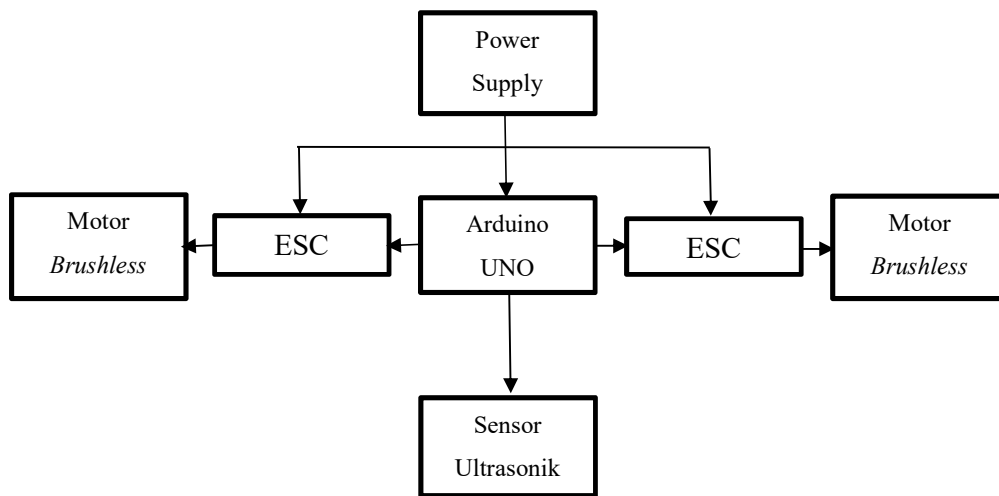 Power
Supply
Motor
Brushless
ESC
Arduino
UNO
ESC
Motor
Brushless
Sensor
Ultrasonik